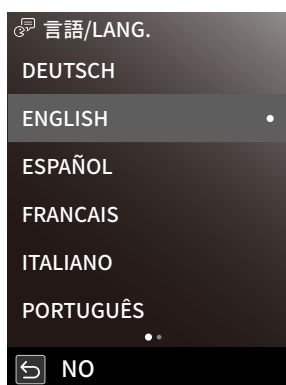 言語/LANG.
DEUTSCH
ENGLISH
ESPAÑOL
FRANCAIS
ITALIANO
PORTUGUÊS
NO